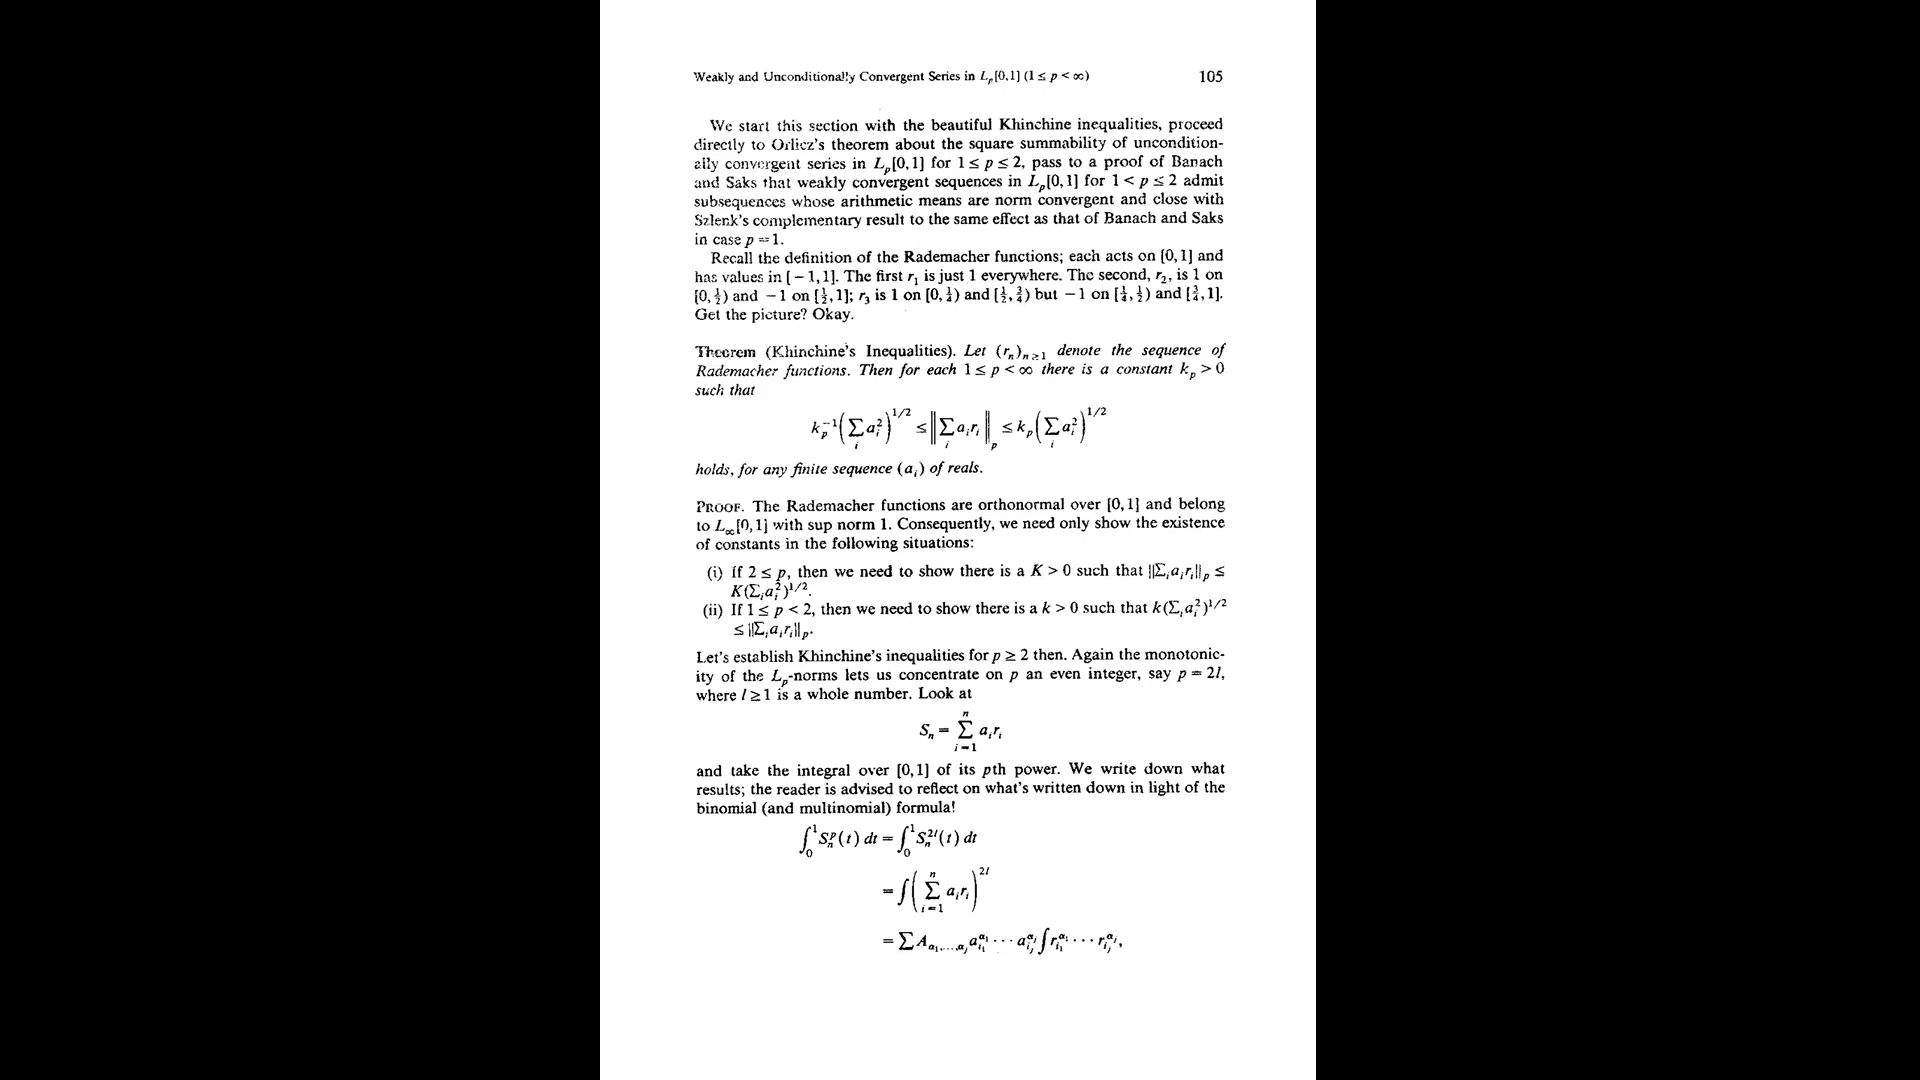 Weakly and Unconditionally Convergent Series in L_p[0,1] (1 ≤ p < ∞) 105
We start this section with the beautiful Khinchine inequalities, proceed
directly to Orlicz's theorem about the square summability of uncondition-
ally convergent series in L_p[0,1] for 1 ≤ p ≤ 2, pass to a proof of Banach
and Saks that weakly convergent sequences in L_p[0,1] for 1 < p ≤ 2 admit
subsequences whose arithmetic means are norm convergent and close with
Szlenk's complementary result to the same effect as that of Banach and Saks
in case p = 1.
Recall the definition of the Rademacher functions; each acts on [0,1] and
has values in [−1,1]. The first r_1 is just 1 everywhere. The second, r_2, is 1 on
[0,½) and −1 on [½,1]; r_3 is 1 on [0,¼) and [½,¾) but −1 on [¼,½) and [¾,1].
Get the picture? Okay.
Theorem (Khinchine's Inequalities). Let (r_n)_{n≥1} denote the sequence of
Rademacher functions. Then for each 1 ≤ p < ∞ there is a constant k_p > 0
such that
k_p^{-1}(∑_i a_i^2)^{1/2} ≤ ‖∑_i a_i r_i‖_p ≤ k_p(∑_i a_i^2)^{1/2}
holds, for any finite sequence (a_i) of reals.
PROOF. The Rademacher functions are orthonormal over [0,1] and belong
to L_∞[0,1] with sup norm 1. Consequently, we need only show the existence
of constants in the following situations:
(i) If 2 ≤ p, then we need to show there is a K > 0 such that ‖∑_i a_i r_i‖_p ≤
K(∑_i a_i^2)^{1/2}.
(ii) If 1 ≤ p < 2, then we need to show there is a k > 0 such that k(∑_i a_i^2)^{1/2}
≤ ‖∑_i a_i r_i‖_p.
Let's establish Khinchine's inequalities for p ≥ 2 then. Again the monotonic-
ity of the L_p-norms lets us concentrate on p an even integer, say p = 2l,
where l ≥ 1 is a whole number. Look at
S_n = ∑_{i=1}^n a_i r_i
and take the integral over [0,1] of its pth power. We write down what
results; the reader is advised to reflect on what's written down in light of the
binomial (and multinomial) formula!
∫_0^1 S_n^p(t) dt = ∫_0^1 S_n^{2l}(t) dt
= ∫(∑_{i=1}^n a_i r_i)^{2l}
= ∑ A_{α_1,…,α_j} a_{i_1}^{α_1} ⋯ a_{i_j}^{α_j} ∫ r_{i_1}^{α_1} ⋯ r_{i_j}^{α_j},